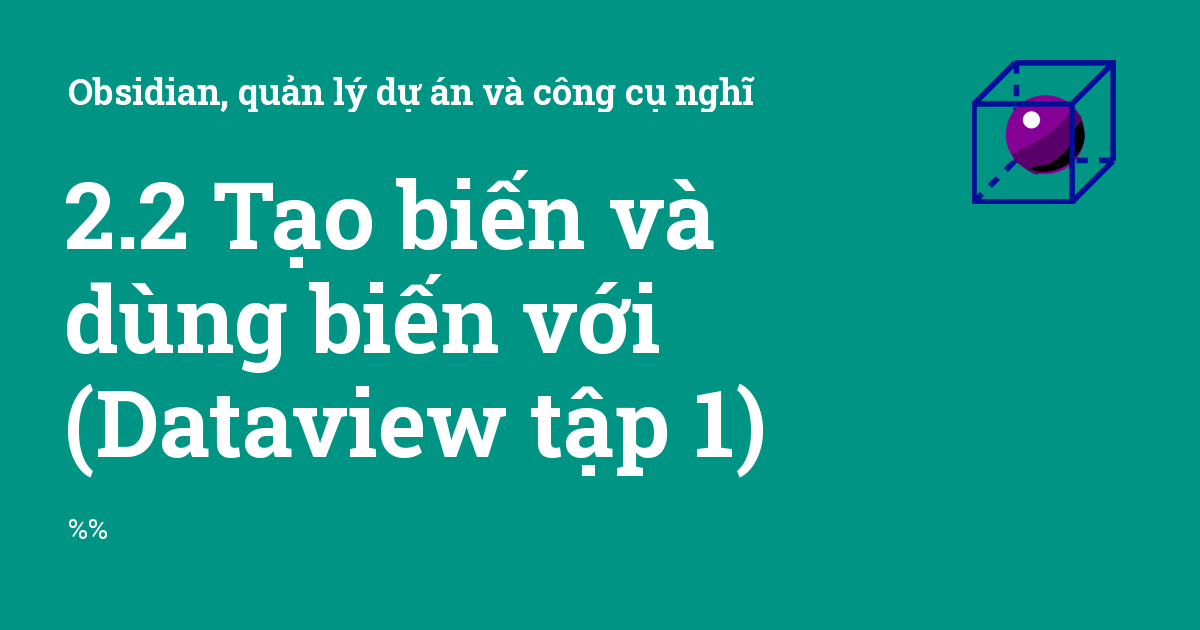 Obsidian, quản lý dự án và công cụ nghĩ
2.2 Tạo biến và
dùng biến với
(Dataview tập 1)
%%